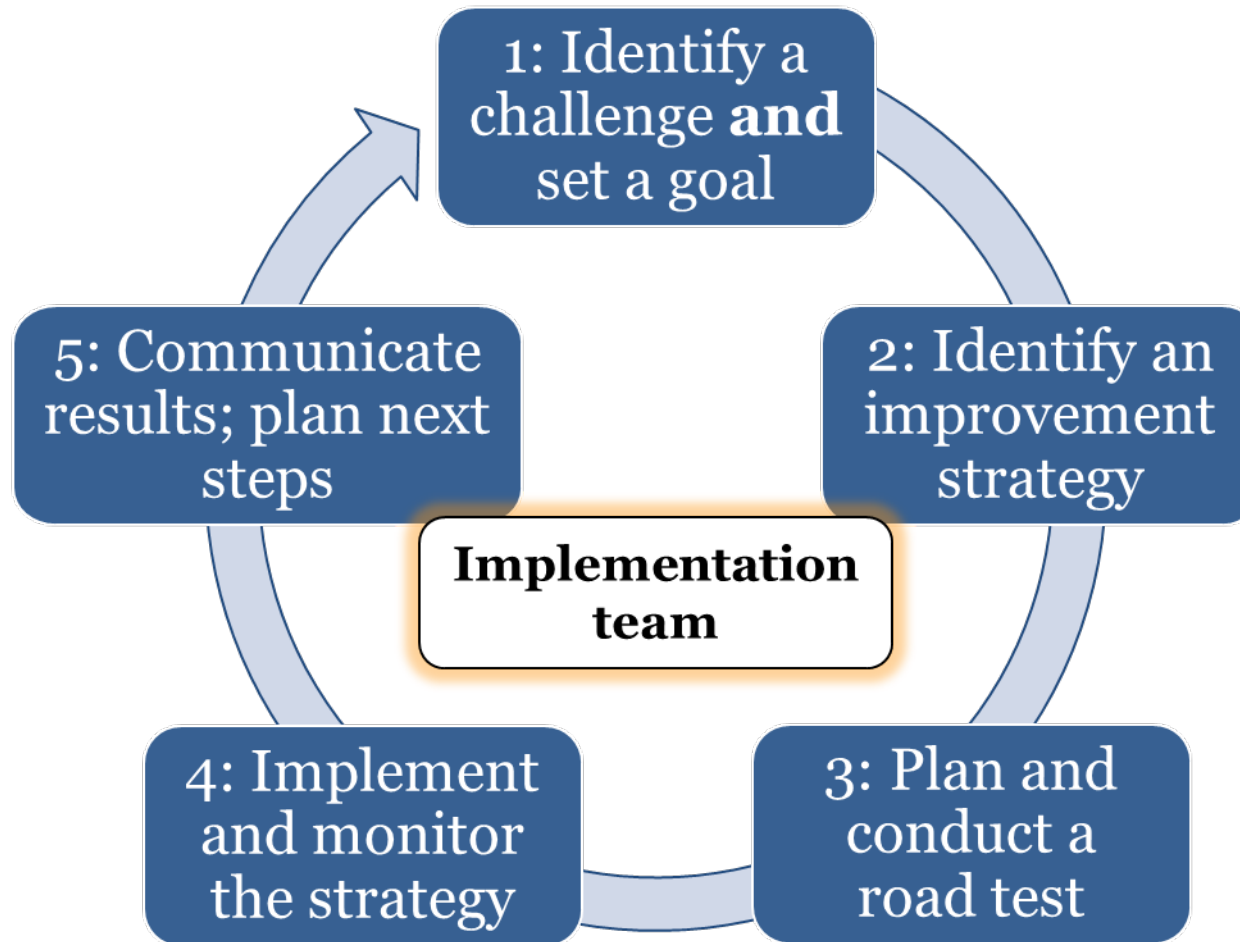 1: Identify a
challenge and
set a goal
2: Identify an
improvement
strategy
3: Plan and
conduct a
road test
4: Implement
and monitor
the strategy
5: Communicate
results; plan next
steps
Implementation
team